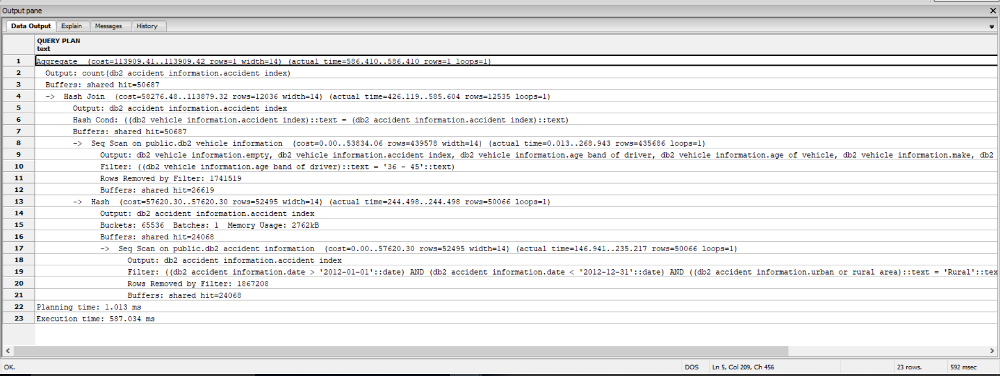 Output pane
Data Output Explain Messages History
QUERY PLAN
text
1 Aggregate (cost=113909.41..113909.42 rows=1 width=14) (actual time=586.410..586.410 rows=1 loops=1)
2 Output: count(db2 accident information.accident index)
3 Buffers: shared hit=50687
4 -> Hash Join (cost=58276.48..113879.32 rows=12036 width=14) (actual time=426.119..585.604 rows=12535 loops=1)
5 Output: db2 accident information.accident index
6 Hash Cond: ((db2 vehicle information.accident index)::text = (db2 accident information.accident index)::text)
7 Buffers: shared hit=50687
8 -> Seq Scan on public.db2 vehicle information (cost=0.00..53834.06 rows=439578 width=14) (actual time=0.013..268.943 rows=435686 loops=1)
9 Output: db2 vehicle information.empty, db2 vehicle information.accident index, db2 vehicle information.age band of driver, db2 vehicle information.age of vehicle, db2 vehicle information.make, db2
10 Filter: ((db2 vehicle information.age band of driver)::text = '36 - 45'::text)
11 Rows Removed by Filter: 1741519
12 Buffers: shared hit=26619
13 -> Hash (cost=57620.30..57620.30 rows=52495 width=14) (actual time=244.498..244.498 rows=50066 loops=1)
14 Output: db2 accident information.accident index
15 Buckets: 65536 Batches: 1 Memory Usage: 2762kB
16 Buffers: shared hit=24068
17 -> Seq Scan on public.db2 accident information (cost=0.00..57620.30 rows=52495 width=14) (actual time=146.941..235.217 rows=50066 loops=1)
18 Output: db2 accident information.accident index
19 Filter: ((db2 accident information.date > '2012-01-01'::date) AND (db2 accident information.date < '2012-12-31'::date) AND ((db2 accident information.urban or rural area)::text = 'Rural'::tex
20 Rows Removed by Filter: 1867208
21 Buffers: shared hit=24068
22 Planning time: 1.013 ms
23 Execution time: 587.034 ms
OK. DOS Ln 5, Col 209, Ch 456 23 rows. 592 msec